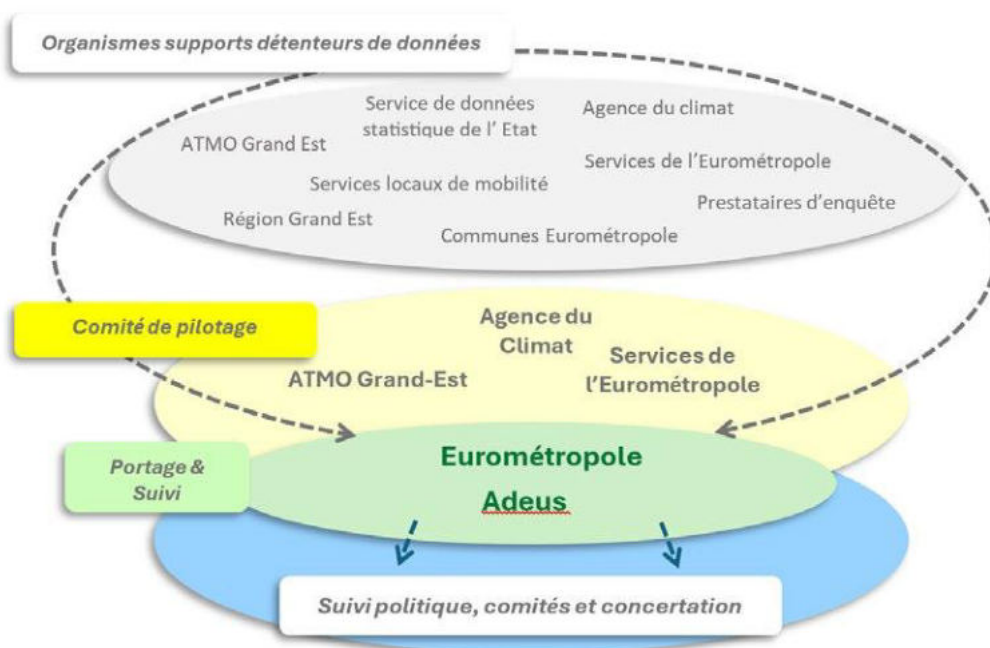 Organismes supports détenteurs de données
Service de données
statistique de l' Etat
Agence du climat
ATMO Grand Est
Services de l'Eurométropole
Services locaux de mobilité
Prestataires d'enquête
Région Grand Est
Communes Eurométropole
Comité de pilotage
Agence du
Climat
ATMO Grand-Est
Services de
l'Eurométropole
Portage &
Suivi
Eurométropole
Adeus
Suivi politique, comités et concertation